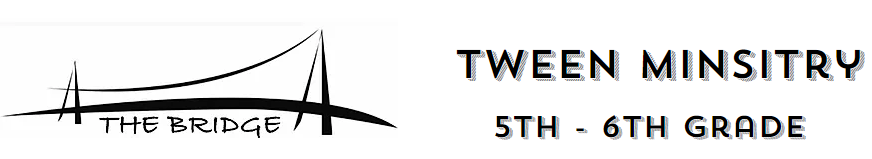 THE BRIDGE
TWEEN MINSITRY
5TH - 6TH GRADE